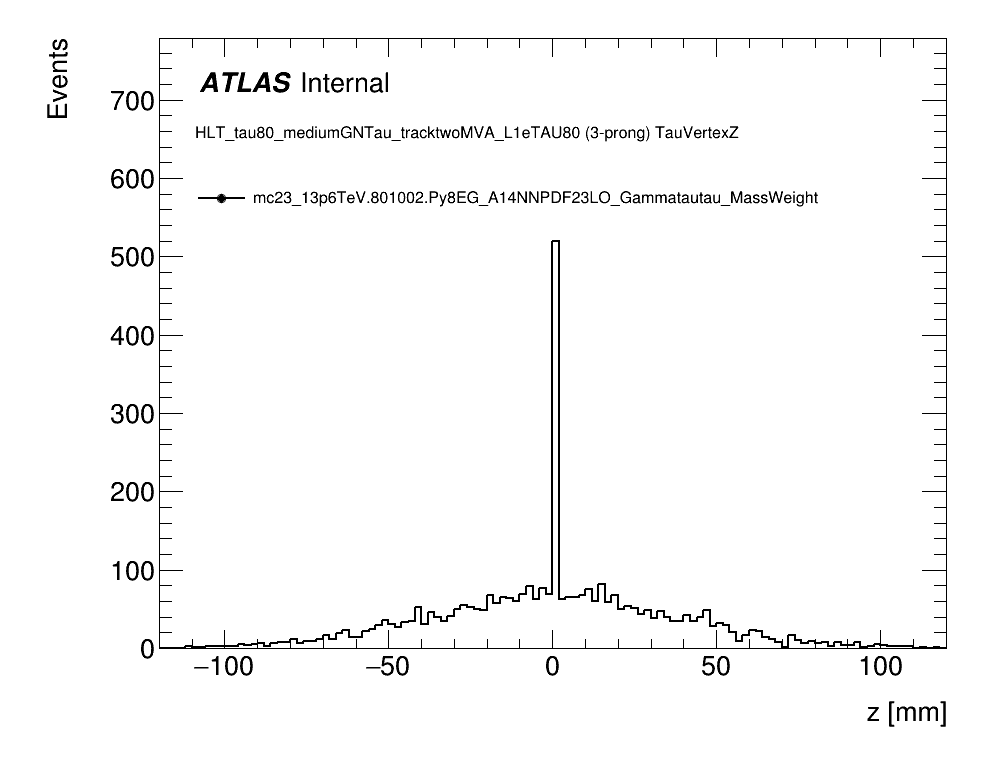 Events
ATLAS Internal
HLT_tau80_mediumGNTau_tracktwoMVA_L1eTAU80 (3-prong) TauVertexZ
mc23_13p6TeV.801002.Py8EG_A14NNPDF23LO_Gammatautau_MassWeight
700
600
500
400
300
200
100
0
−100 −50 0 50 100
z [mm]